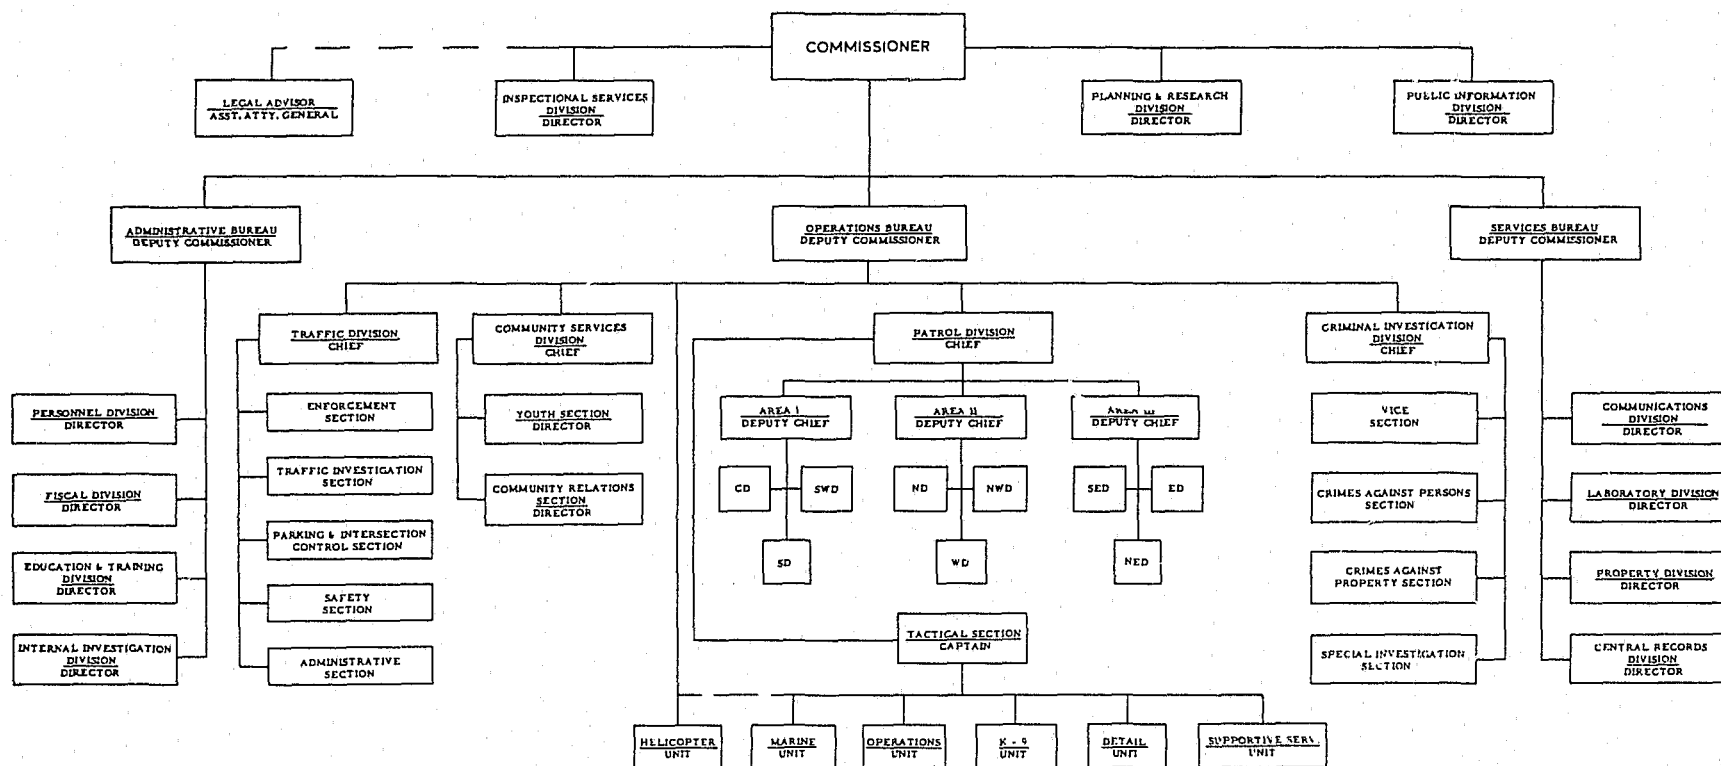 COMMISSIONER
LEGAL ADVISOR
ASST. ATTY. GENERAL
INSPECTIONAL SERVICES
DIVISION
DIRECTOR
PLANNING & RESEARCH
DIVISION
DIRECTOR
PUBLIC INFORMATION
DIVISION
DIRECTOR
ADMINISTRATIVE BUREAU
DEPUTY COMMISSIONER
OPERATIONS BUREAU
DEPUTY COMMISSIONER
SERVICES BUREAU
DEPUTY COMMISSIONER
TRAFFIC DIVISION
CHIEF
COMMUNITY SERVICES
DIVISION
CHIEF
PATROL DIVISION
CHIEF
CRIMINAL INVESTIGATION
DIVISION
CHIEF
PERSONNEL DIVISION
DIRECTOR
ENFORCEMENT
SECTION
YOUTH SECTION
DIRECTOR
AREA I
DEPUTY CHIEF
AREA II
DEPUTY CHIEF
AREA III
DEPUTY CHIEF
VICE
SECTION
COMMUNICATIONS
DIVISION
DIRECTOR
FISCAL DIVISION
DIRECTOR
TRAFFIC INVESTIGATION
SECTION
COMMUNITY RELATIONS
SECTION
DIRECTOR
CD
SWD
ND
NWD
SED
ED
CRIMES AGAINST PERSONS
SECTION
LABORATORY DIVISION
DIRECTOR
EDUCATION & TRAINING
DIVISION
DIRECTOR
PARKING & INTERSECTION
CONTROL SECTION
SD
WD
NED
CRIMES AGAINST
PROPERTY SECTION
PROPERTY DIVISION
DIRECTOR
SAFETY
SECTION
INTERNAL INVESTIGATION
DIVISION
DIRECTOR
ADMINISTRATIVE
SECTION
TACTICAL SECTION
CAPTAIN
SPECIAL INVESTIGATION
SECTION
CENTRAL RECORDS
DIVISION
DIRECTOR
HELICOPTER
UNIT
MARINE
UNIT
OPERATIONS
UNIT
K - 9
UNIT
DETAIL
UNIT
SUPPORTIVE SERV.
UNIT